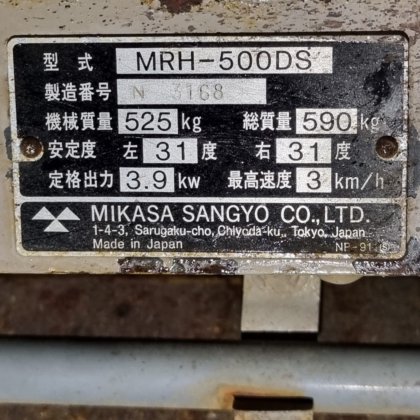 型式 MRH-500DS
製造番号 N 3168
機械質量 525 kg 総質量 590 kg
安定度 左 31 度 右 31 度
定格出力 3.9 kw 最高速度 3 km/h
MIKASA SANGYO CO., LTD.
1-4-3, Sarugaku-cho, Chiyoda-ku,. Tokyo, Japan
Made in Japan NP-91